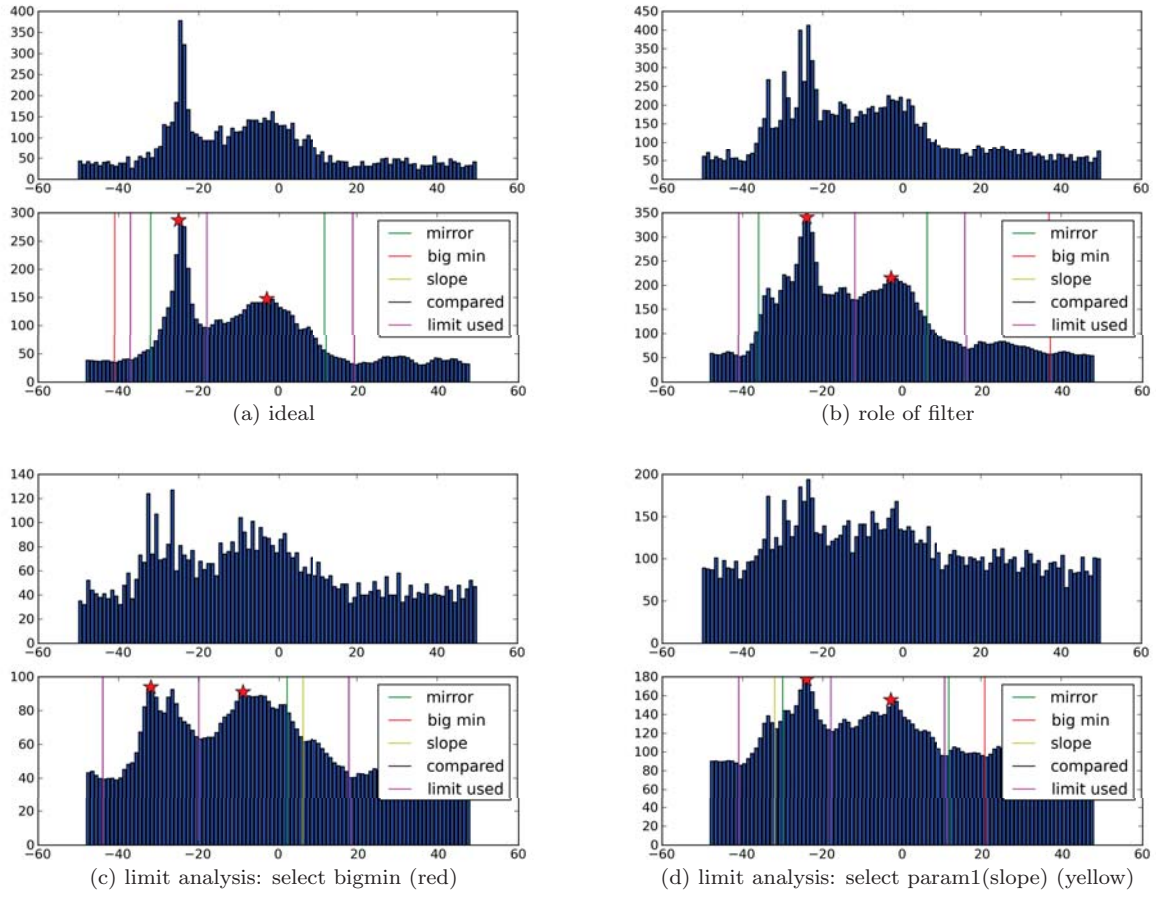 400
350
300
250
200
150
100
50
0
−60 −40 −20 0 20 40 60
300
250
200
150
100
50
0
−60 −40 −20 0 20 40 60
mirror
big min
slope
compared
limit used
(a) ideal
450
400
350
300
250
200
150
100
50
0
−60 −40 −20 0 20 40 60
350
300
250
200
150
100
50
0
−60 −40 −20 0 20 40 60
mirror
big min
slope
compared
limit used
(b) role of filter
140
120
100
80
60
40
20
0
−60 −40 −20 0 20 40 60
100
80
60
40
20
0
−60 −40 −20 0 20 40 60
mirror
big min
slope
compared
limit used
(c) limit analysis: select bigmin (red)
200
150
100
50
0
−60 −40 −20 0 20 40 60
180
160
140
120
100
80
60
40
20
0
−60 −40 −20 0 20 40 60
mirror
big min
slope
compared
limit used
(d) limit analysis: select param1(slope) (yellow)